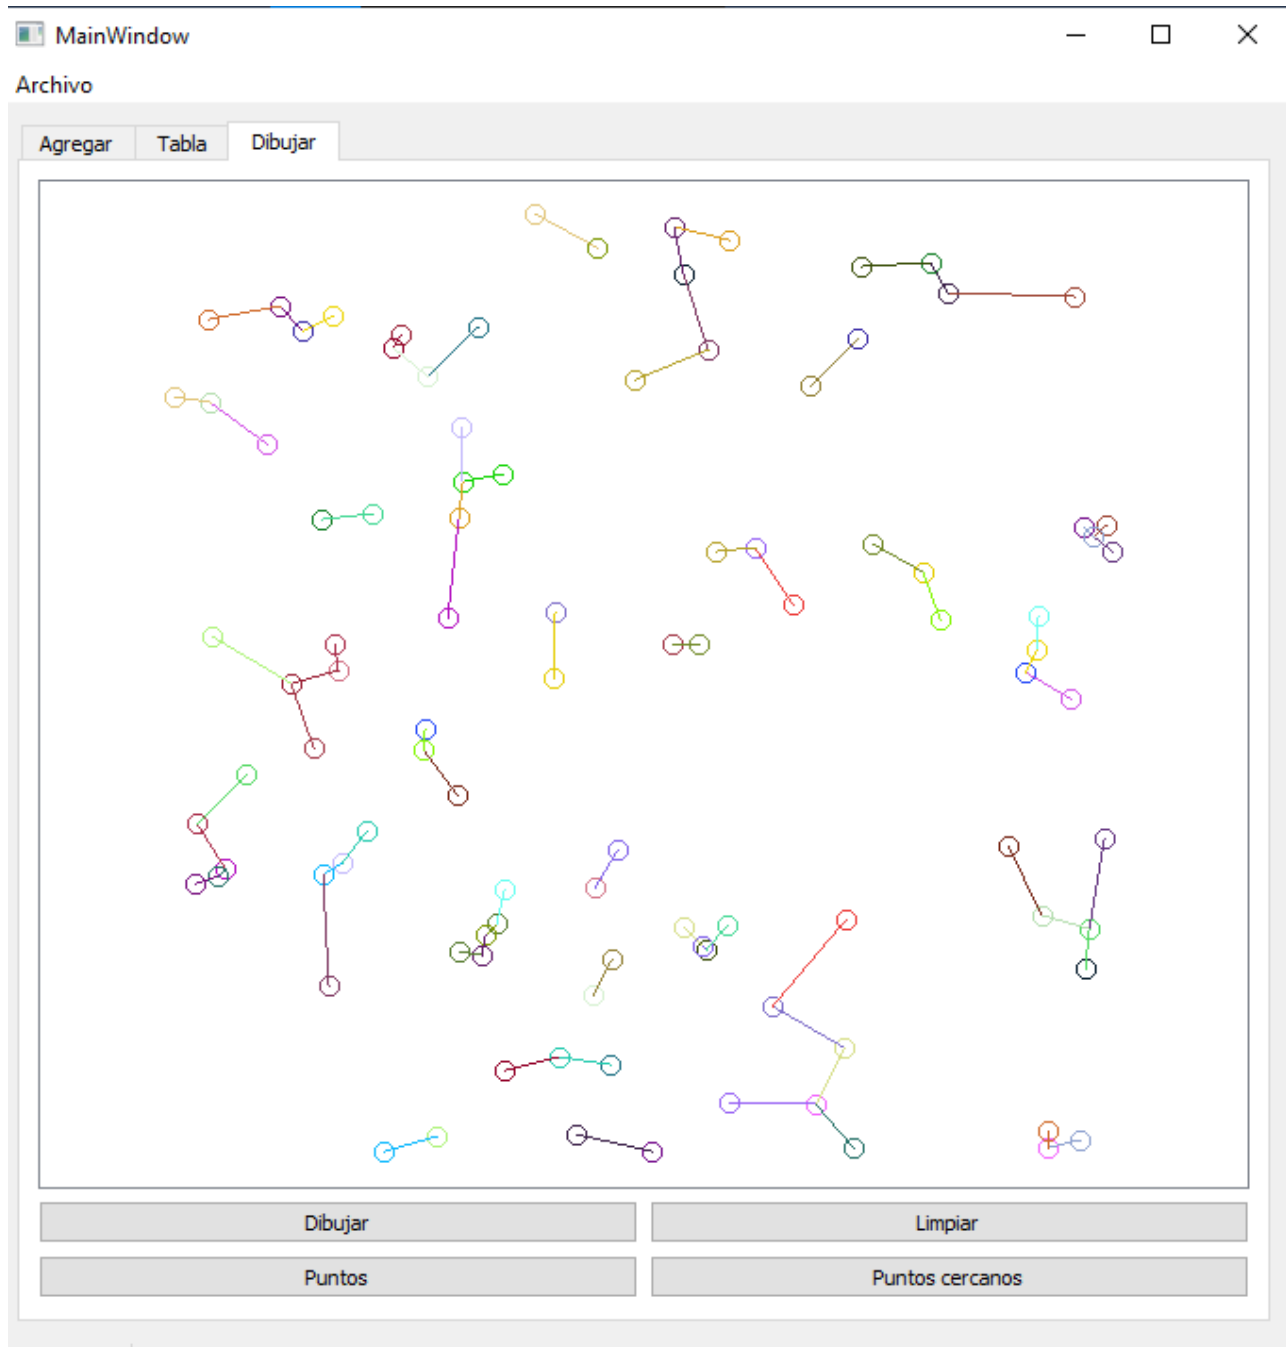 MainWindow
Archivo
Agregar Tabla Dibujar
Dibujar Limpiar
Puntos Puntos cercanos